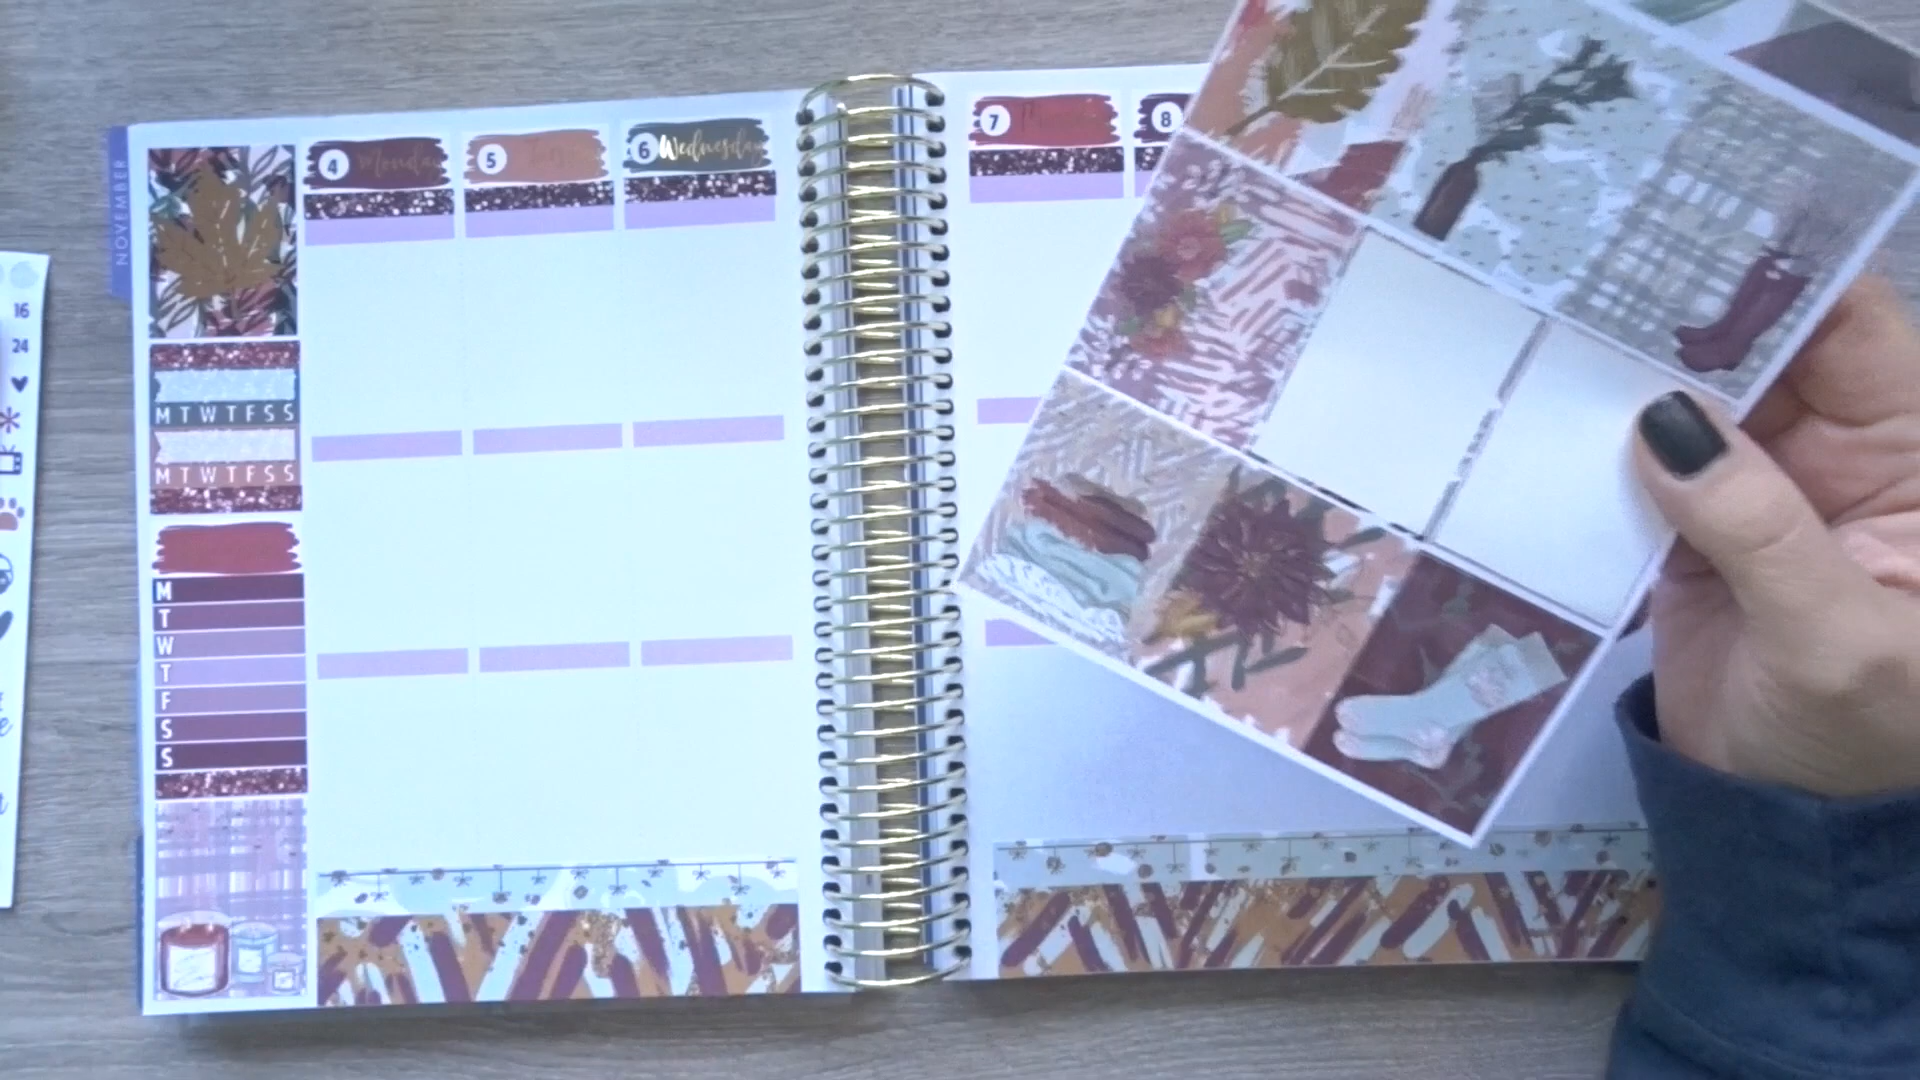 NOVEMBER
4 Monday
5
6 Wednesday
7
8
M T W T F S S
M T W T F S S
M
T
W
T
F
S
S
16
24